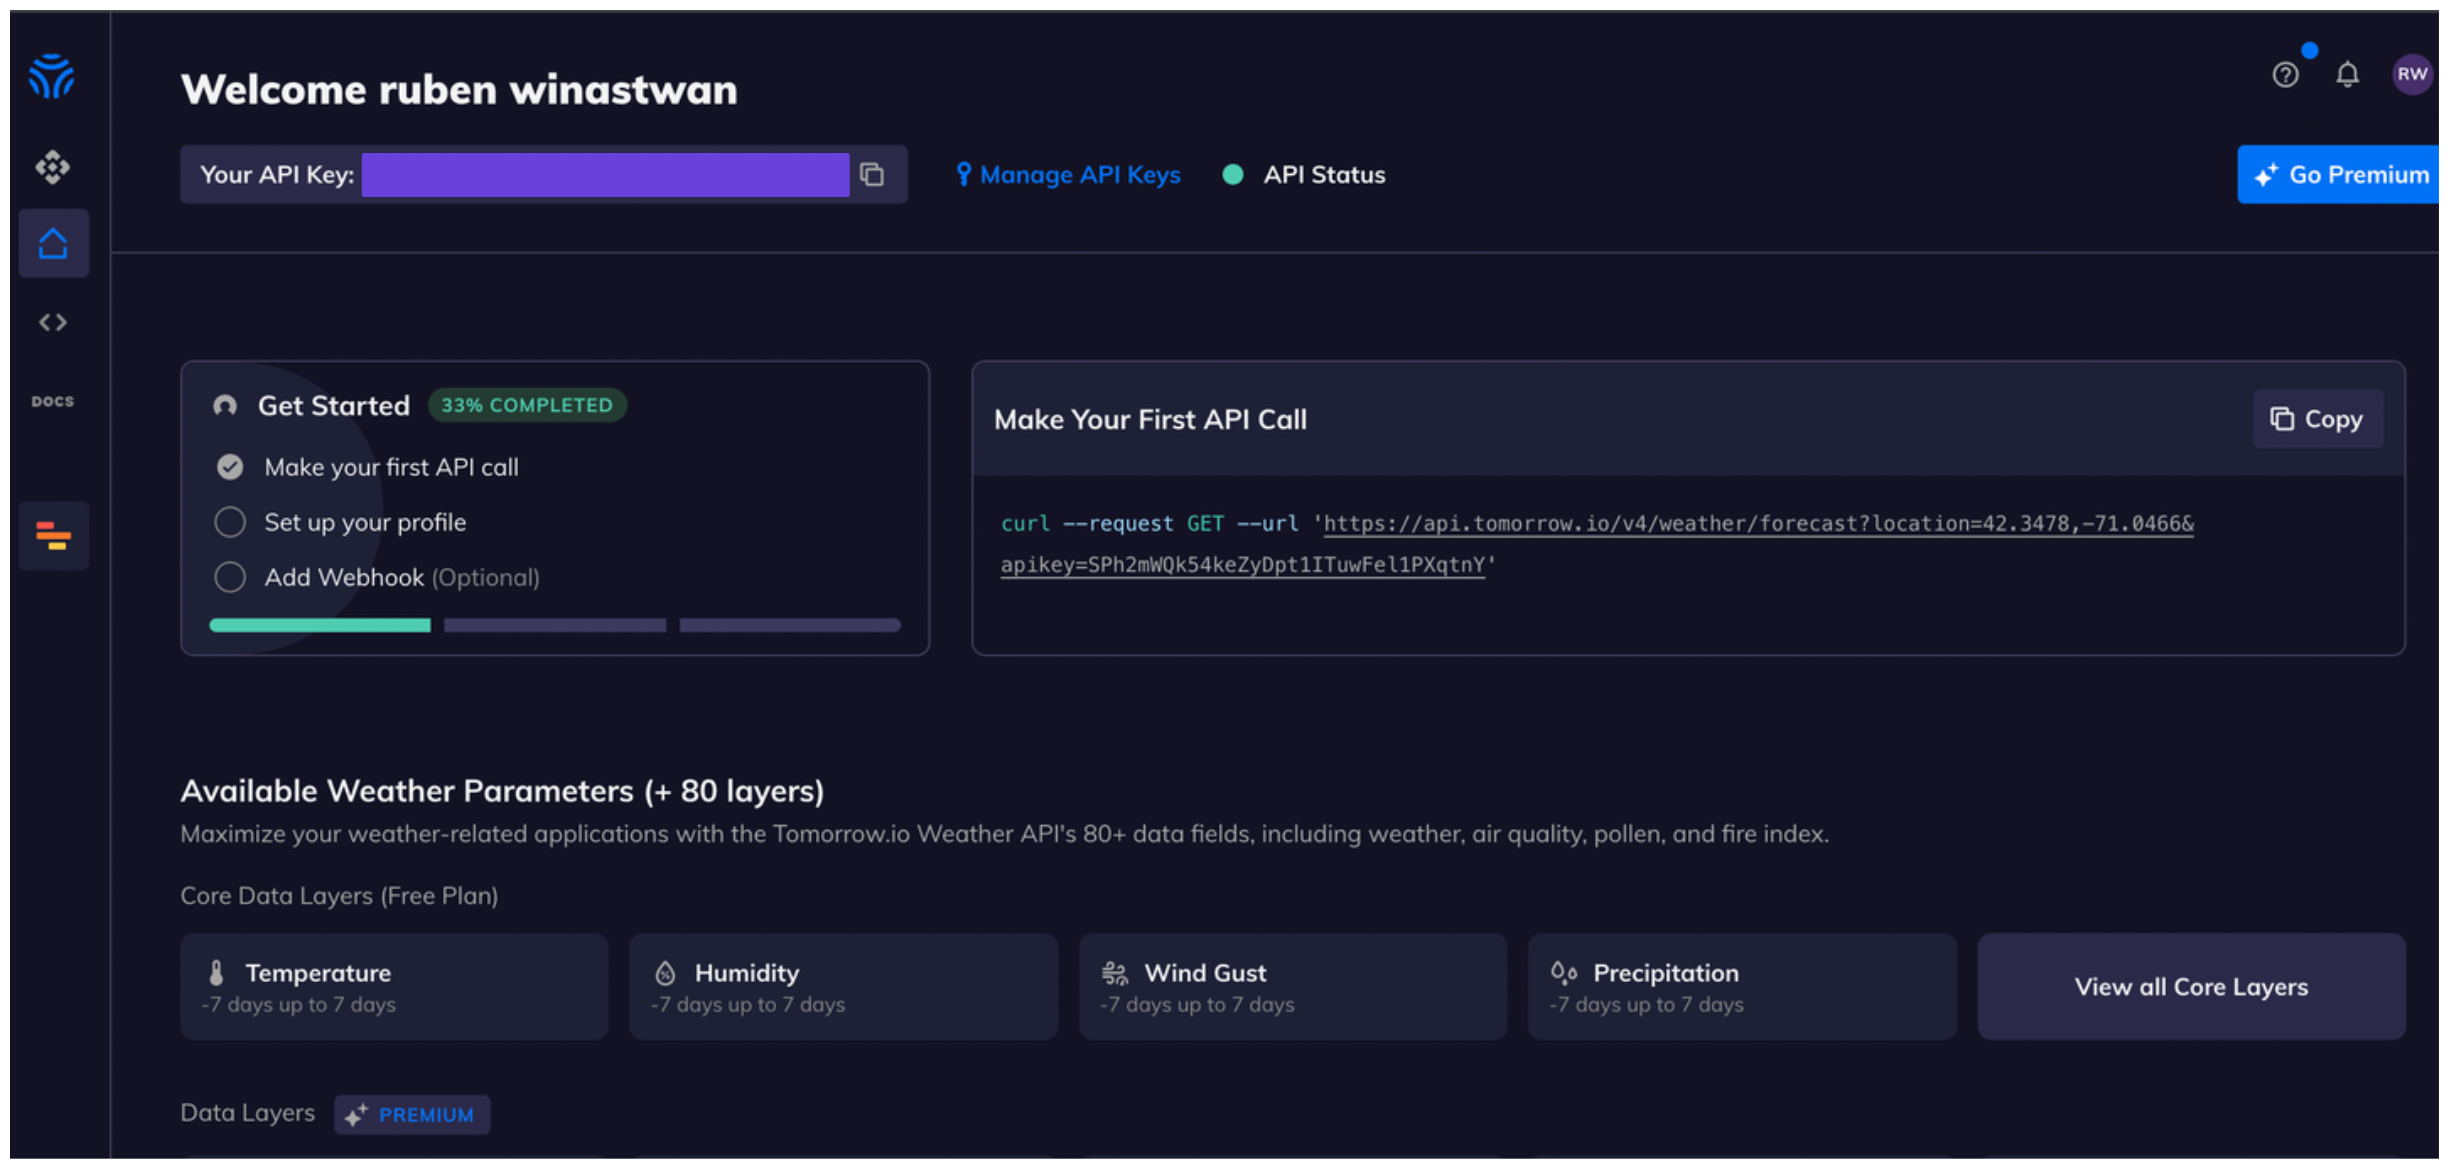 Welcome ruben winastwan
RW
Your API Key:
Manage API Keys
API Status
Go Premium
DOCS
Get Started 33% COMPLETED
Make your first API call
Set up your profile
Add Webhook (Optional)
Make Your First API Call
Copy
curl --request GET --url 'https://api.tomorrow.io/v4/weather/forecast?location=42.3478,-71.0466&
apikey=SPh2mWQk54keZyDpt1ITuwFel1PXqtnY'
Available Weather Parameters (+ 80 layers)
Maximize your weather-related applications with the Tomorrow.io Weather API's 80+ data fields, including weather, air quality, pollen, and fire index.
Core Data Layers (Free Plan)
Temperature
-7 days up to 7 days
Humidity
-7 days up to 7 days
Wind Gust
-7 days up to 7 days
Precipitation
-7 days up to 7 days
View all Core Layers
Data Layers PREMIUM